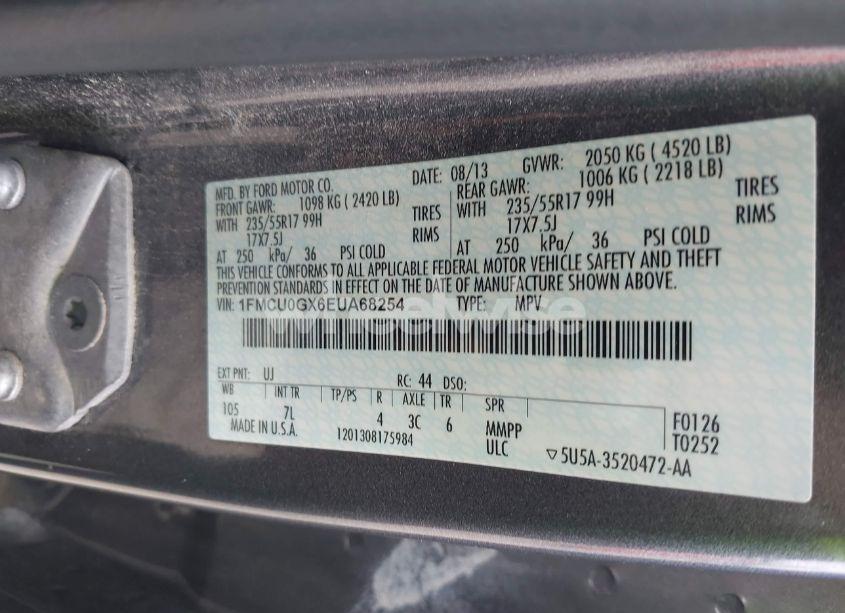 MFD. BY FORD MOTOR CO.
DATE: 08/13 GVWR: 2050 KG ( 4520 LB)
FRONT GAWR: 1098 KG ( 2420 LB) REAR GAWR: 1006 KG ( 2218 LB)
WITH 235/55R17 99H TIRES WITH 235/55R17 99H TIRES
17X7.5J RIMS 17X7.5J RIMS
AT 250 kPa/ 36 PSI COLD AT 250 kPa/ 36 PSI COLD
THIS VEHICLE CONFORMS TO ALL APPLICABLE FEDERAL MOTOR VEHICLE SAFETY AND THEFT
PREVENTION STANDARDS IN EFFECT ON THE DATE OF MANUFACTURE SHOWN ABOVE.
VIN: 1FMCU0GX6EUA68254 TYPE: MPV
wheelwise
EXT PNT: UJ RC: 44 DSO:
WB INT TR TP/PS R AXLE TR SPR
105 7L 4 3C 6 MMPP F0126
MADE IN U.S.A. 1201308175984 ULC T0252
▽5U5A-3520472-AA